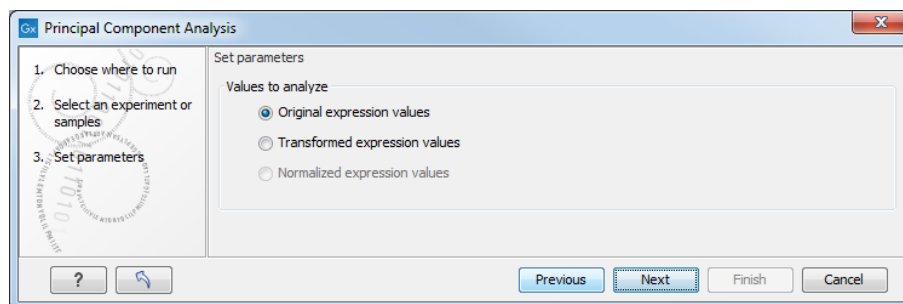 Gx Principal Component Analysis
1. Choose where to run
2. Select an experiment or
samples
3. Set parameters
Set parameters
Values to analyze
Original expression values
Transformed expression values
Normalized expression values
? Previous Next Finish Cancel